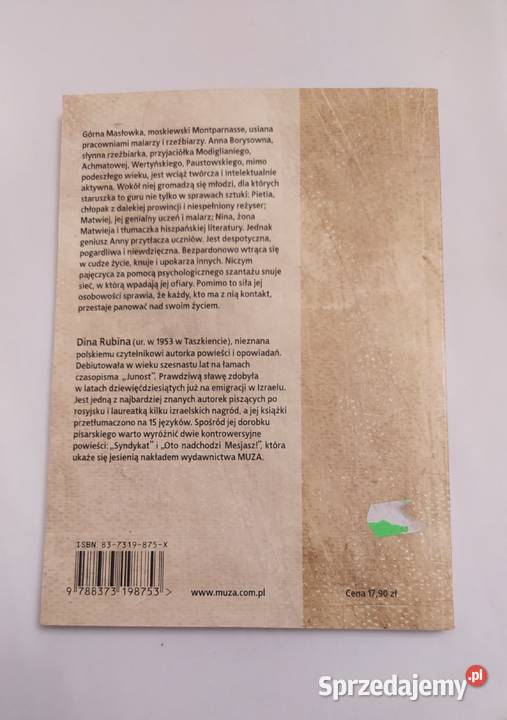 Górna Masłowka, moskiewski Montparnasse, usiana
pracowniami malarzy i rzeźbiarzy. Anna Borysowna,
słynna rzeźbiarka, przyjaciółka Modiglianiego,
Achmatowej, Wertyńskiego, Paustowskiego, mimo
podeszłego wieku, jest wciąż twórcza i intelektualnie
aktywna. Wokół niej gromadzą się młodzi, dla których
staruszka to guru nie tylko w sprawach sztuki: Pietia,
chłopak z dalekiej prowincji i niespełniony reżyser;
Matwiej, jej genialny uczeń i malarz; Nina, żona
Matwieja i tłumaczka hiszpańskiej literatury. Jednak
geniusz Anny przytłacza uczniów. Jest despotyczna,
pogardliwa i niewdzięczna. Bezpardonowo wtrąca się
w cudze życie, knuje i upokarza innych. Niczym
pajęczyca za pomocą psychologicznego szantażu snuje
sieć, w którą wpadają jej ofiary. Pomimo to siła jej
osobowości sprawia, że każdy, kto ma z nią kontakt,
przestaje panować nad swoim życiem.
Dina Rubina (ur. w 1953 w Taszkiencie), nieznana
polskiemu czytelnikowi autorka powieści i opowiadań.
Debiutowała w wieku szesnastu lat na łamach
czasopisma „Junost”. Prawdziwą sławę zdobyła
w latach dziewięćdziesiątych już na emigracji w Izraelu.
Jest jedną z najbardziej znanych autorek piszących po
rosyjsku i laureatką kilku izraelskich nagród, a jej książki
przetłumaczono na 15 języków. Spośród jej dorobku
pisarskiego warto wyróżnić dwie kontrowersyjne
powieści: „Syndykat” i „Oto nadchodzi Mesjasz!”, która
ukaże się jesienią nakładem wydawnictwa MUZA.
ISBN 83-7319-875-X
9 788373 198753 >
www.muza.com.pl
Cena 17,90 zł
Sprzedajemy.pl